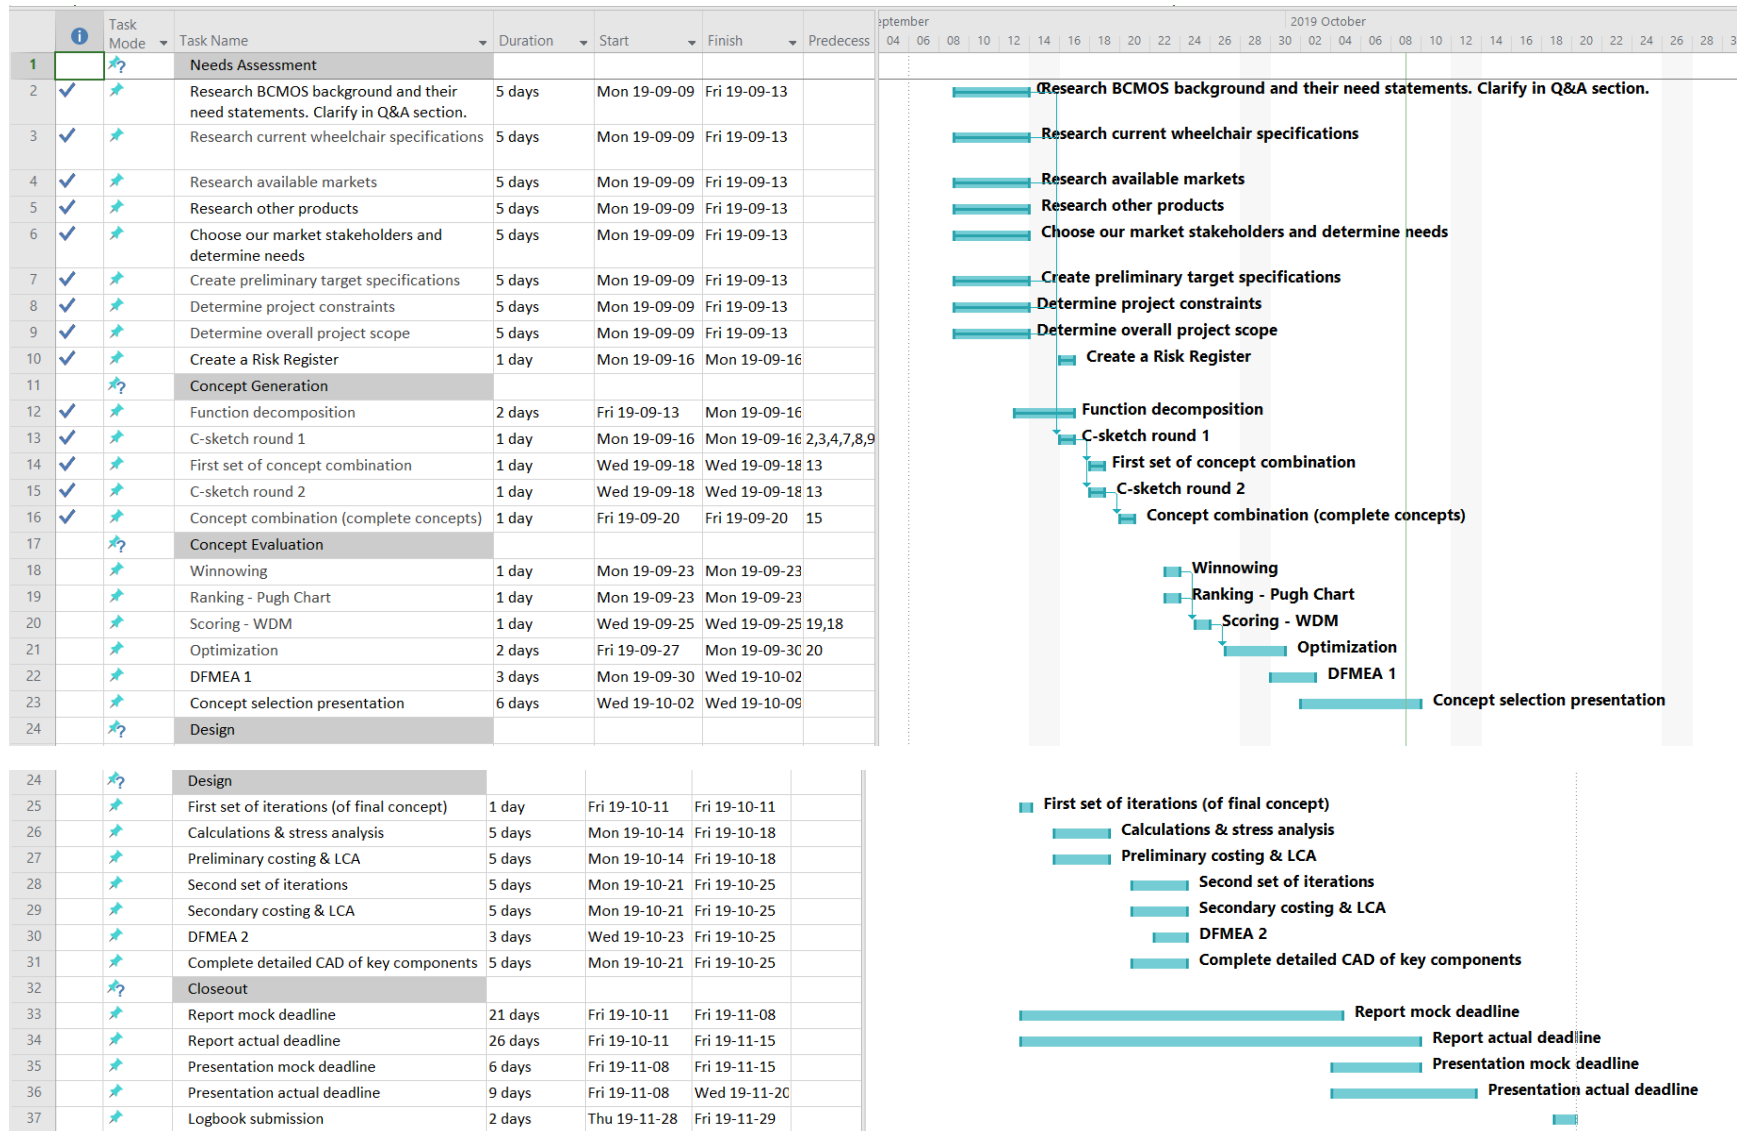 Task
Mode Task Name Duration Start Finish Predecess
eptember 2019 October
04 06 08 10 12 14 16 18 20 22 24 26 28 30 02 04 06 08 10 12 14 16 18 20 22 24 26 28 3
1 Needs Assessment
2 Research BCMOS background and their 5 days Mon 19-09-09 Fri 19-09-13 Research BCMOS background and their need statements. Clarify in Q&A section.
need statements. Clarify in Q&A section.
3 Research current wheelchair specifications 5 days Mon 19-09-09 Fri 19-09-13 Research current wheelchair specifications
4 Research available markets 5 days Mon 19-09-09 Fri 19-09-13 Research available markets
5 Research other products 5 days Mon 19-09-09 Fri 19-09-13 Research other products
6 Choose our market stakeholders and 5 days Mon 19-09-09 Fri 19-09-13 Choose our market stakeholders and determine needs
determine needs
7 Create preliminary target specifications 5 days Mon 19-09-09 Fri 19-09-13 Create preliminary target specifications
8 Determine project constraints 5 days Mon 19-09-09 Fri 19-09-13 Determine project constraints
9 Determine overall project scope 5 days Mon 19-09-09 Fri 19-09-13 Determine overall project scope
10 Create a Risk Register 1 day Mon 19-09-16 Mon 19-09-16 Create a Risk Register
11 Concept Generation
12 Function decomposition 2 days Fri 19-09-13 Mon 19-09-16 Function decomposition
13 C-sketch round 1 1 day Mon 19-09-16 Mon 19-09-16 2,3,4,7,8,9 C-sketch round 1
14 First set of concept combination 1 day Wed 19-09-18 Wed 19-09-18 13 First set of concept combination
15 C-sketch round 2 1 day Wed 19-09-18 Wed 19-09-18 13 C-sketch round 2
16 Concept combination (complete concepts) 1 day Fri 19-09-20 Fri 19-09-20 15 Concept combination (complete concepts)
17 Concept Evaluation
18 Winnowing 1 day Mon 19-09-23 Mon 19-09-23 Winnowing
19 Ranking - Pugh Chart 1 day Mon 19-09-23 Mon 19-09-23 Ranking - Pugh Chart
20 Scoring - WDM 1 day Wed 19-09-25 Wed 19-09-25 19,18 Scoring - WDM
21 Optimization 2 days Fri 19-09-27 Mon 19-09-30 20 Optimization
22 DFMEA 1 3 days Mon 19-09-30 Wed 19-10-02 DFMEA 1
23 Concept selection presentation 6 days Wed 19-10-02 Wed 19-10-09 Concept selection presentation
24 Design
24 Design
25 First set of iterations (of final concept) 1 day Fri 19-10-11 Fri 19-10-11 First set of iterations (of final concept)
26 Calculations & stress analysis 5 days Mon 19-10-14 Fri 19-10-18 Calculations & stress analysis
27 Preliminary costing & LCA 5 days Mon 19-10-14 Fri 19-10-18 Preliminary costing & LCA
28 Second set of iterations 5 days Mon 19-10-21 Fri 19-10-25 Second set of iterations
29 Secondary costing & LCA 5 days Mon 19-10-21 Fri 19-10-25 Secondary costing & LCA
30 DFMEA 2 3 days Wed 19-10-23 Fri 19-10-25 DFMEA 2
31 Complete detailed CAD of key components 5 days Mon 19-10-21 Fri 19-10-25 Complete detailed CAD of key components
32 Closeout
33 Report mock deadline 21 days Fri 19-10-11 Fri 19-11-08 Report mock deadline
34 Report actual deadline 26 days Fri 19-10-11 Fri 19-11-15 Report actual deadline
35 Presentation mock deadline 6 days Fri 19-11-08 Fri 19-11-15 Presentation mock deadline
36 Presentation actual deadline 9 days Fri 19-11-08 Wed 19-11-20 Presentation actual deadline
37 Logbook submission 2 days Thu 19-11-28 Fri 19-11-29